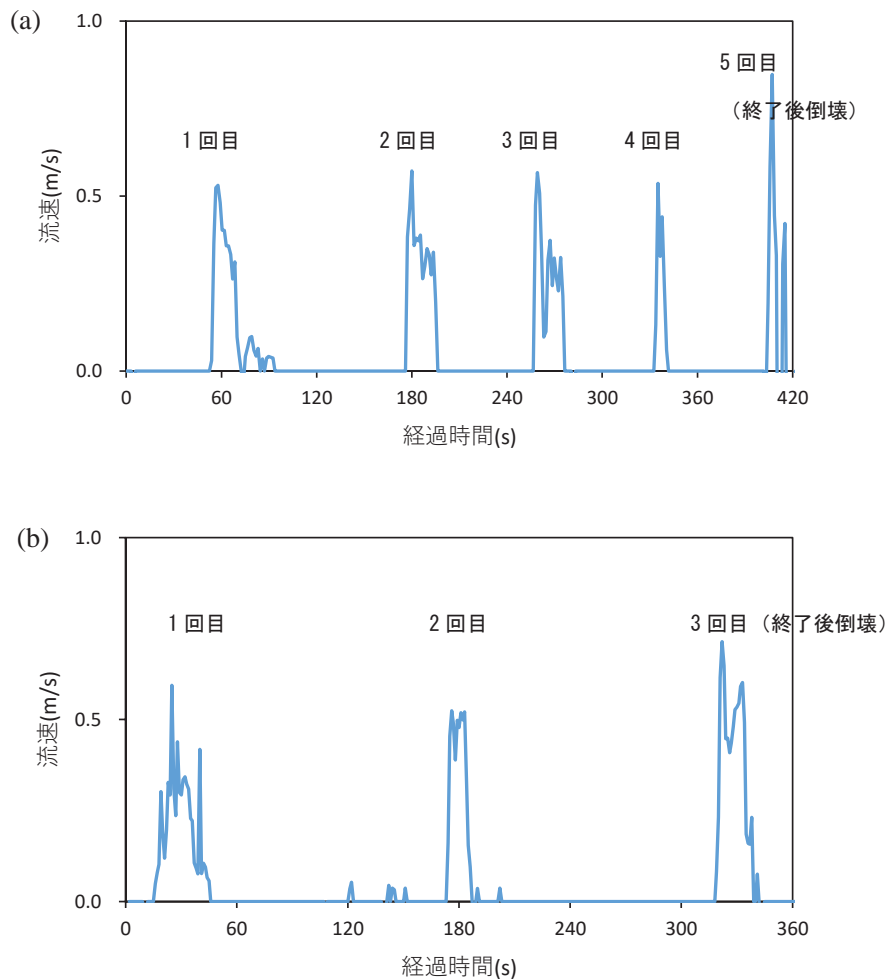 (a)
1.0
5 回目
（終了後倒壊）
1 回目
2 回目
3 回目
4 回目
0.5
流速(m/s)
0.0
0
60
120
180
240
300
360
420
経過時間(s)
(b)
1.0
1 回目
2 回目
3 回目（終了後倒壊）
0.5
流速(m/s)
0.0
0
60
120
180
240
300
360
経過時間(s)